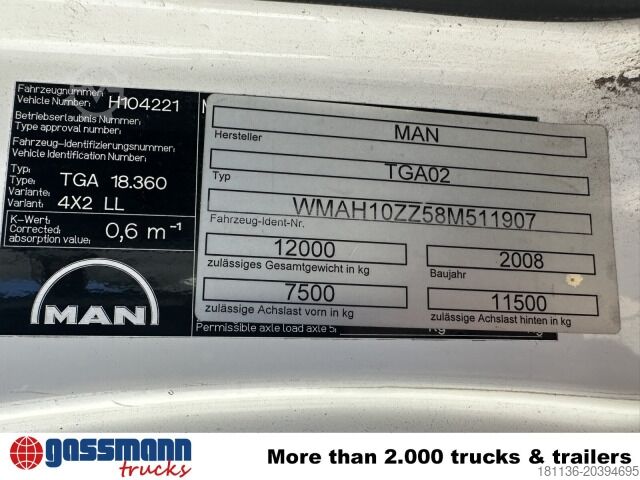 Fahrzeugnummer:
Vehicle Number: H104221
Betriebserlaubnis Nummer:
Type approval number:
Fahrzeug-Identifizierungsnummer:
Vehicle Identification Number:
Typ:
Type: TGA 18.360
Variante:
Variant: 4X2 LL
K-Wert:
Corrected absorption value: 0,6 m⁻¹
MAN
MAN
Hersteller
TGA02
Typ
WMAH10ZZ58M511907
Fahrzeug-Ident-Nr.
12000
zulässiges Gesamtgewicht in kg
2008
Baujahr
7500
zulässige Achslast vorn in kg
11500
zulässige Achslast hinten in kg
Permissible axle load axle
gassmann
trucks
More than 2.000 trucks & trailers
181136-20394695